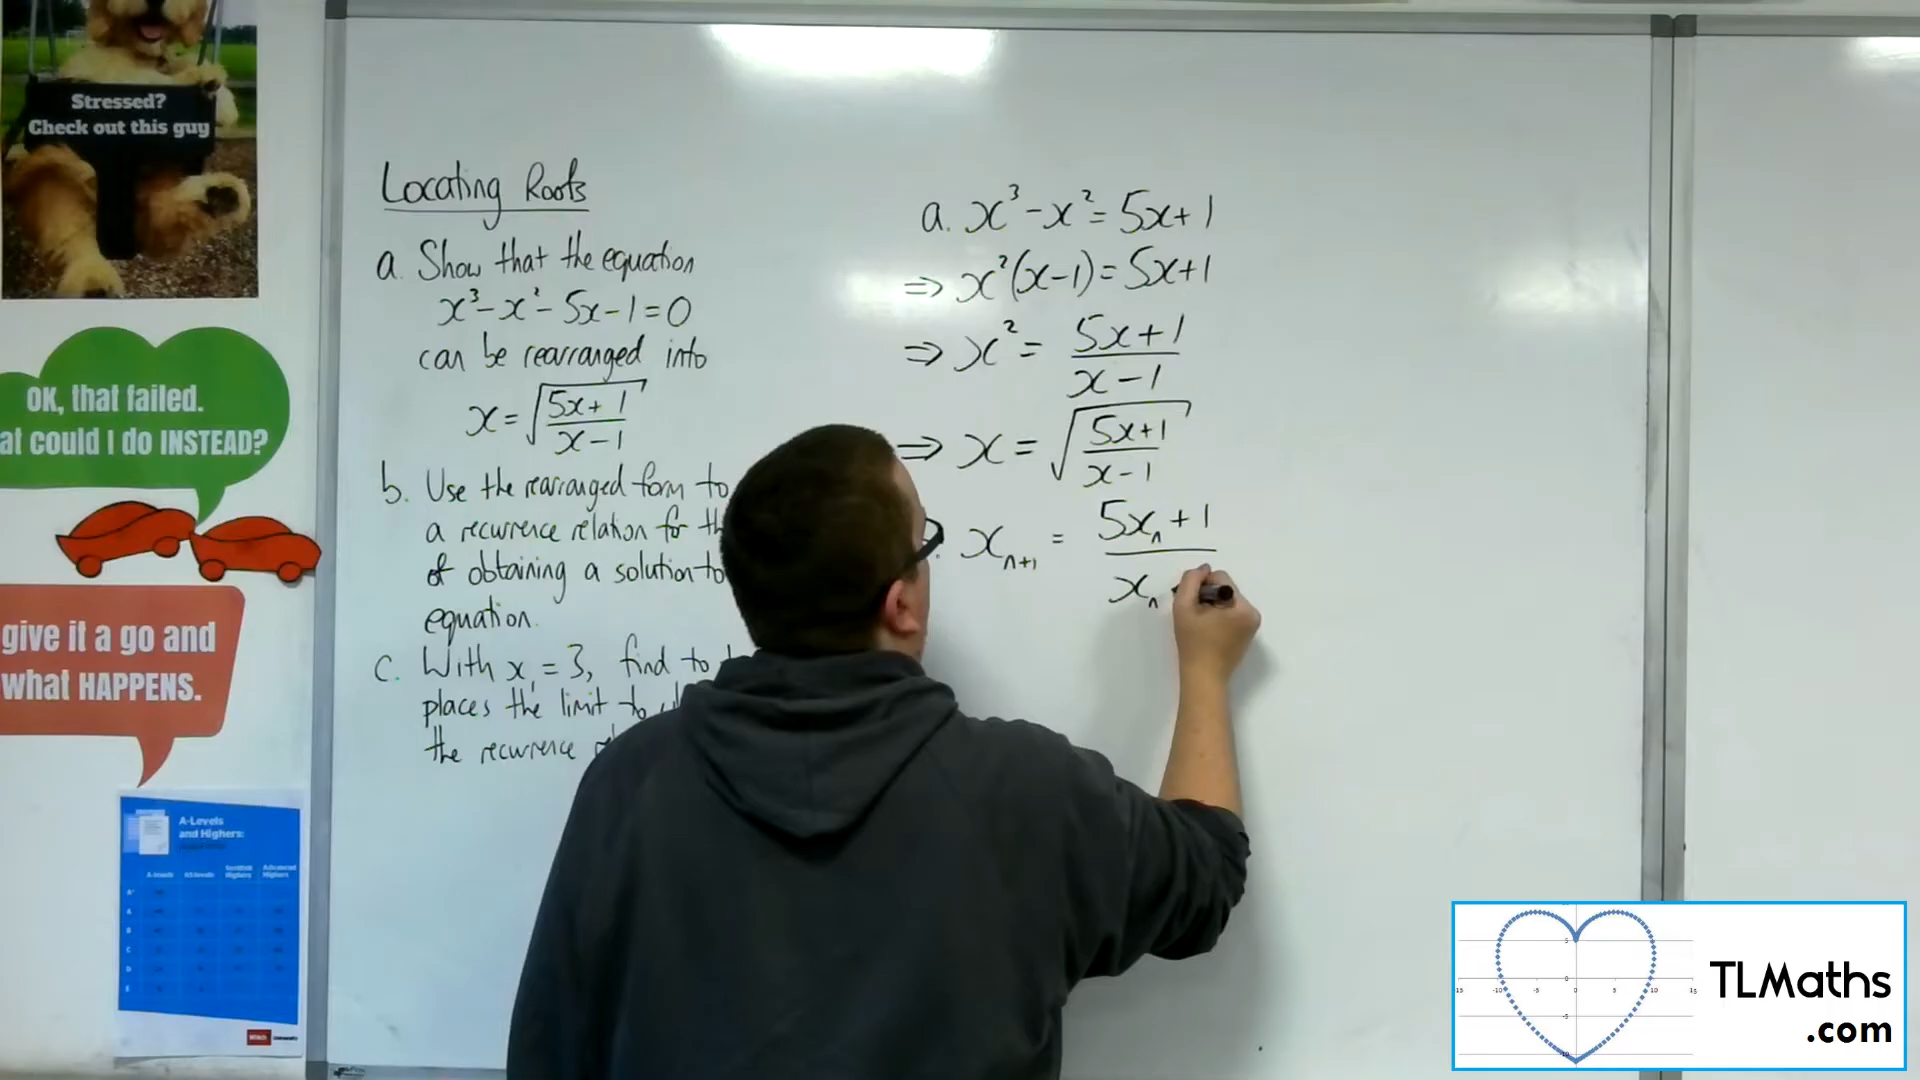 Stressed?
Check out this guy
OK, that failed.
at could I do INSTEAD?
give it a go and
what HAPPENS.
A-Levels
and Highers:
Locating Roots
a. Show that the equation
x³-x²-5x-1=0
can be rearranged into
x=√((5x+1)/(x-1))
b. Use the rearranged form to
a recurrence relation for
of obtaining a solution to
equation.
c. With x₁=3, find to
places the limit to
the recurrence
a. x³-x²=5x+1
⇒ x²(x-1)=5x+1
⇒ x²= (5x+1)/(x-1)
⇒ x=√((5x+1)/(x-1))
xₙ₊₁ = (5xₙ+1)/(xₙ
TLMaths
.com